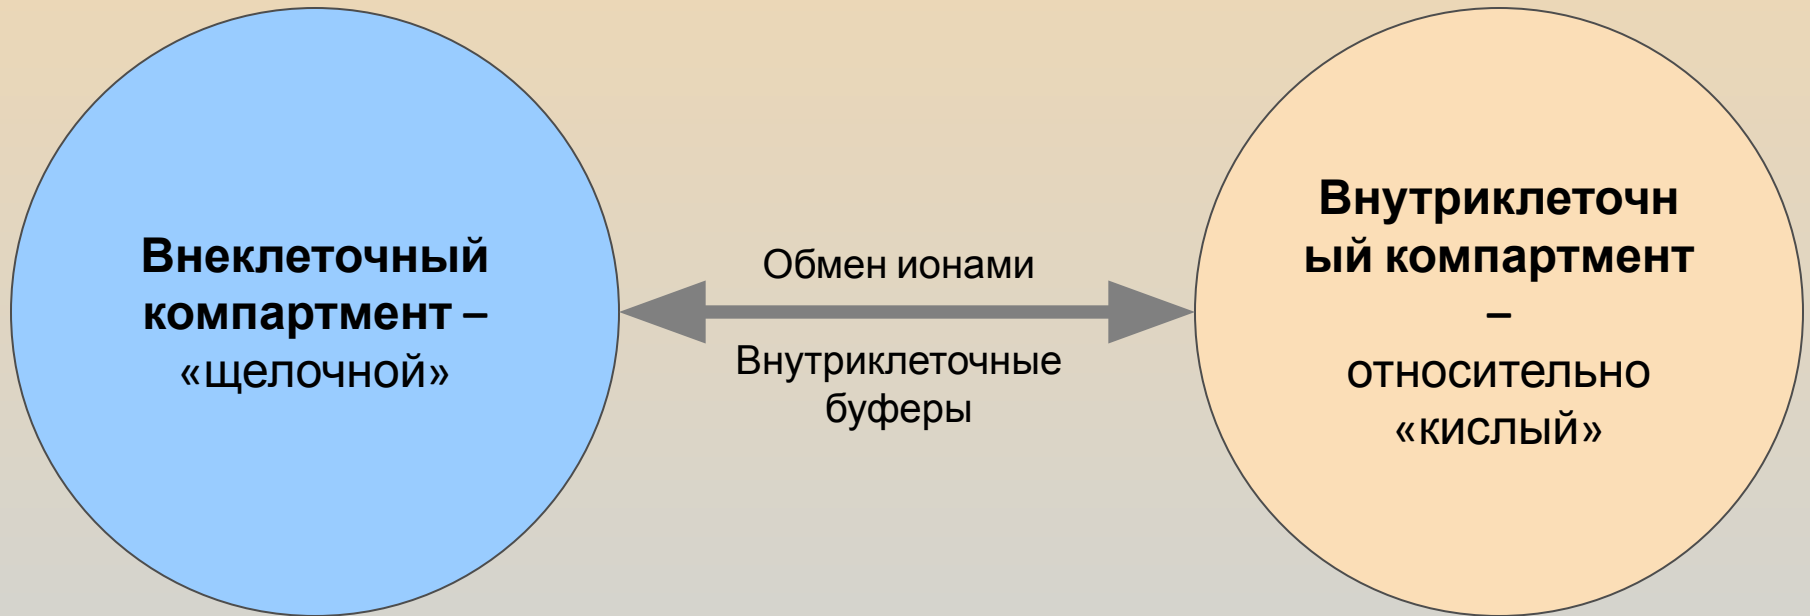 Внеклеточный
компартмент –
«щелочной»
Обмен ионами
Внутриклеточные
буферы
Внутриклеточн
ый компартмент
–
относительно
«кислый»